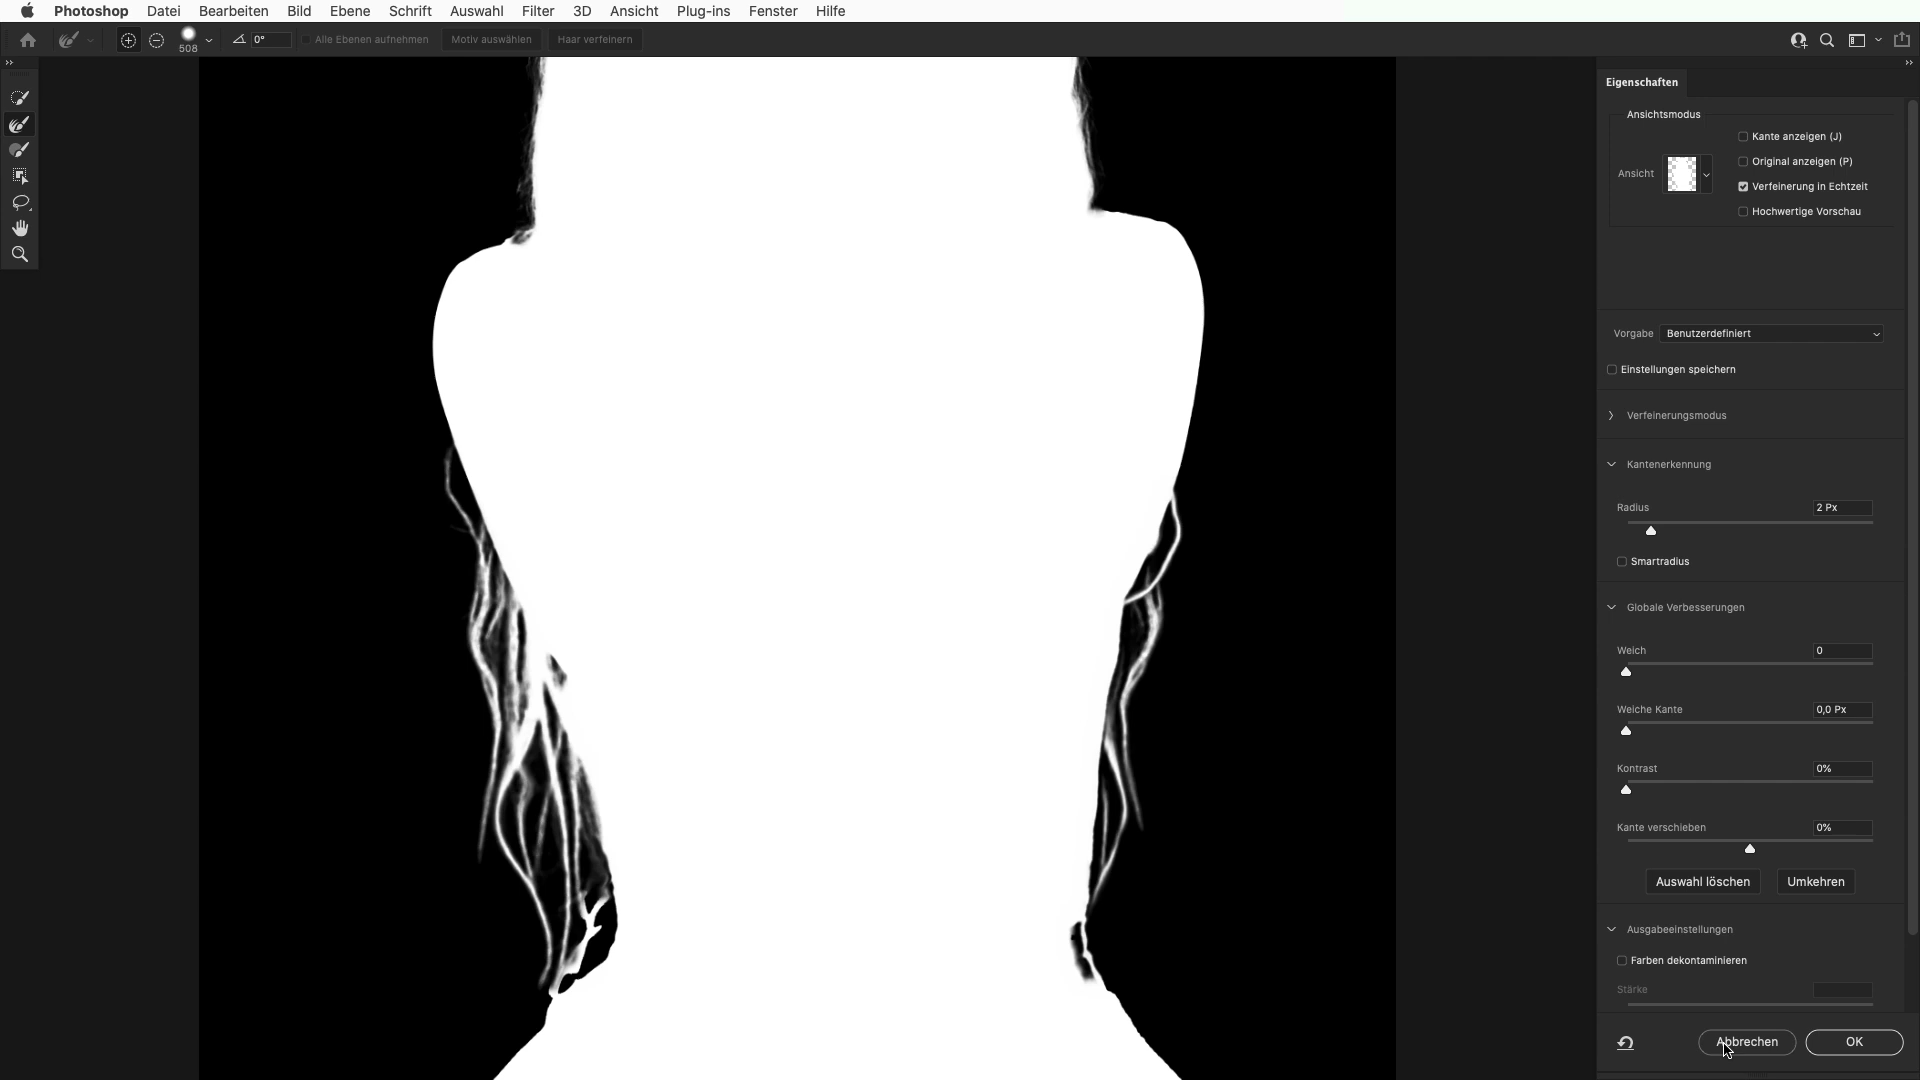 Photoshop Datei Bearbeiten Bild Ebene Schrift Auswahl Filter 3D Ansicht Plug-ins Fenster Hilfe
508 0° Alle Ebenen aufnehmen Motiv auswählen Haar verfeinern
Eigenschaften
Ansichtsmodus
Kante anzeigen (J)
Original anzeigen (P)
Ansicht
Verfeinerung in Echtzeit
Hochwertige Vorschau
Vorgabe Benutzerdefiniert
Einstellungen speichern
Verfeinerungsmodus
Kantenerkennung
Radius 2 Px
Smartradius
Globale Verbesserungen
Weich 0
Weiche Kante 0,0 Px
Kontrast 0%
Kante verschieben 0%
Auswahl löschen Umkehren
Ausgabeeinstellungen
Farben dekontaminieren
Stärke
Abbrechen OK